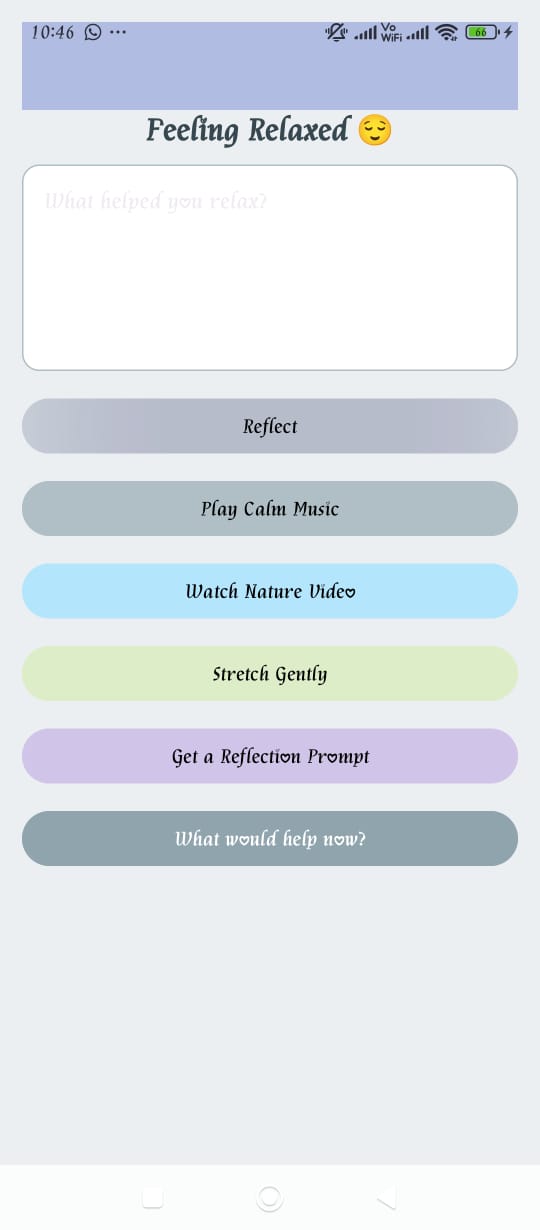 10:46
Vo
WiFi
66
Feeling Relaxed 😌
What helped you relax?
Reflect
Play Calm Music
Watch Nature Video
Stretch Gently
Get a Reflection Prompt
What would help now?